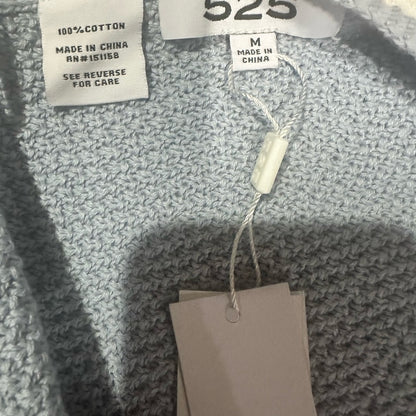 525
100%COTTON
MADE IN CHINA
RN#151158
SEE REVERSE
FOR CARE
M
MADE IN
CHINA